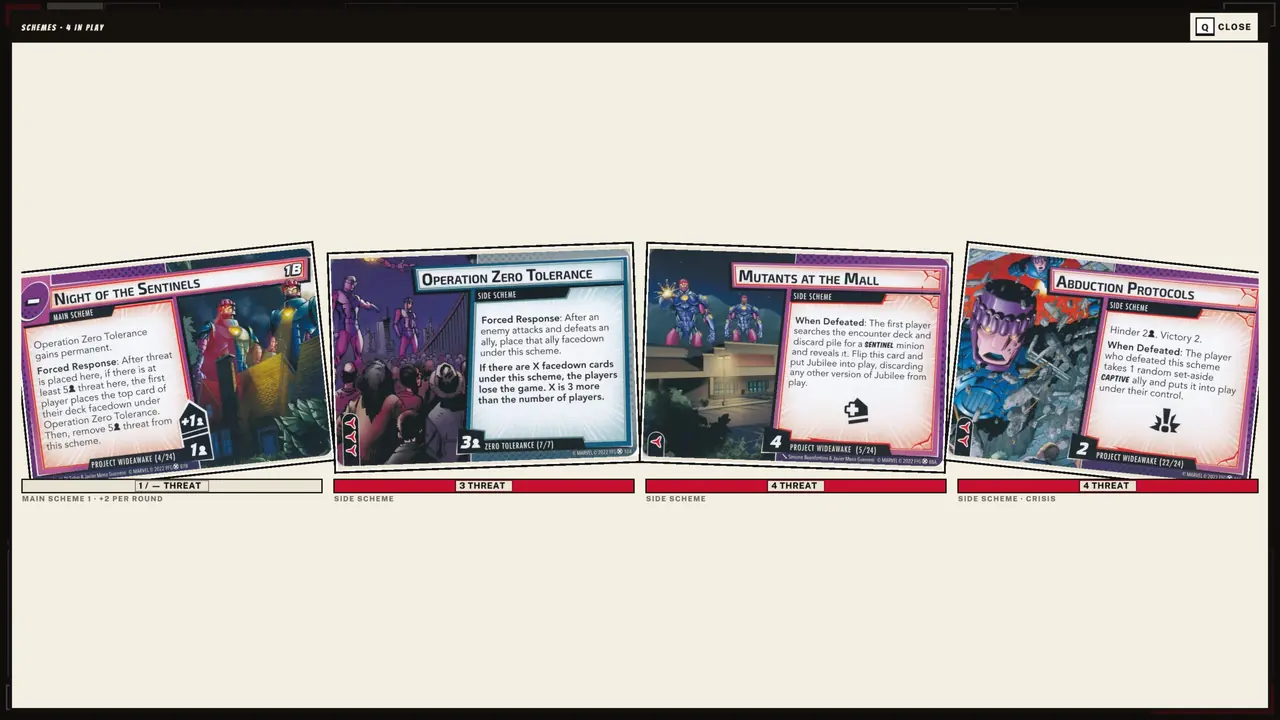 SCHEMES · 4 IN PLAY
Q CLOSE
1B
–
NIGHT OF THE SENTINELS
MAIN SCHEME
Operation Zero Tolerance
gains permanent.
Forced Response: After threat
is placed here, if there is at
least 5 threat here, the first
player places the top card of
their deck facedown under
Operation Zero Tolerance.
Then, remove 5 threat from
this scheme.
+1
1
PROJECT WIDEAWAKE (4/24)
1 / — THREAT
MAIN SCHEME 1 · +2 PER ROUND
OPERATION ZERO TOLERANCE
SIDE SCHEME
Forced Response: After an
enemy attacks and defeats an
ally, place that ally facedown
under this scheme.
If there are X facedown cards
under this scheme, the players
lose the game. X is 3 more
than the number of players.
3
ZERO TOLERANCE (7/7)
3 THREAT
SIDE SCHEME
MUTANTS AT THE MALL
SIDE SCHEME
When Defeated: The first player
searches the encounter deck and
discard pile for a SENTINEL minion
and reveals it. Flip this card and
put Jubilee into play, discarding
any other version of Jubilee from
play.
4
PROJECT WIDEAWAKE (5/24)
4 THREAT
SIDE SCHEME
ABDUCTION PROTOCOLS
SIDE SCHEME
Hinder 2. Victory 2.
When Defeated: The player
who defeated this scheme
takes 1 random set-aside
CAPTIVE ally and puts it into play
under their control.
2
PROJECT WIDEAWAKE (22/24)
4 THREAT
SIDE SCHEME · CRISIS